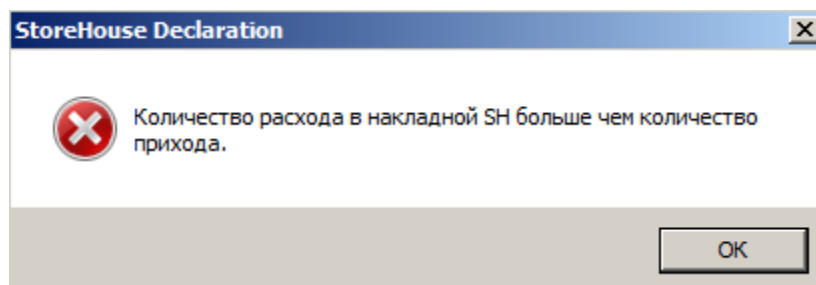 StoreHouse Declaration
Количество расхода в накладной SH больше чем количество
прихода.
OK